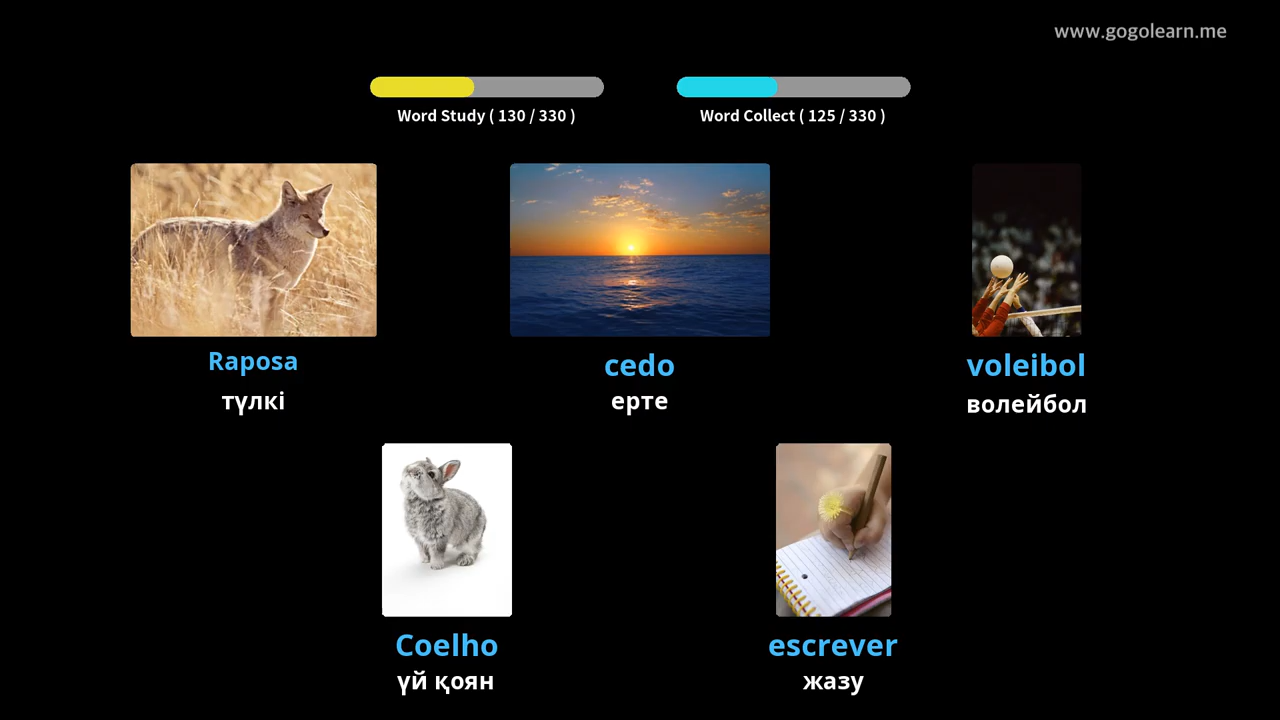 www.gogolearn.me
Word Study ( 130 / 330 )
Word Collect ( 125 / 330 )
Raposa
түлкі
cedo
ерте
voleibol
волейбол
Coelho
үй қоян
escrever
жазу